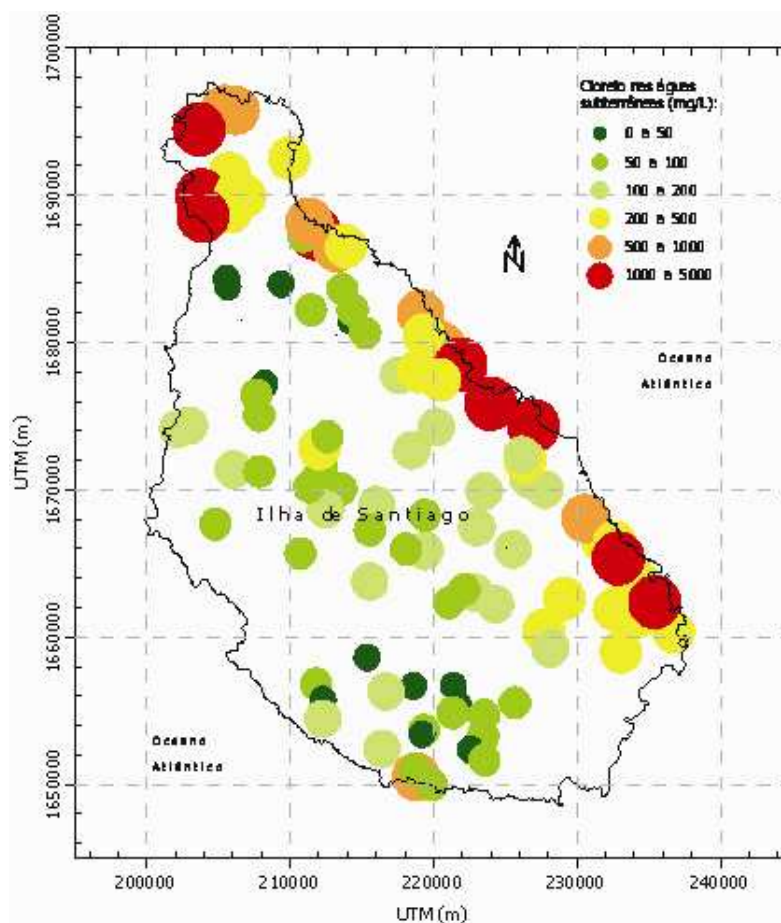 1700000
Cloreto nas águas
subterrâneas (mg/L):
0 a 50
50 a 100
1690000
100 a 200
200 a 500
500 a 1000
N
1000 a 5000
1680000
Oceano
Atlântico
UTM (m)
1670000
Ilha de Santiago
1660000
Oceano
Atlântico
1650000
200000 210000 220000 230000 240000
UTM (m)